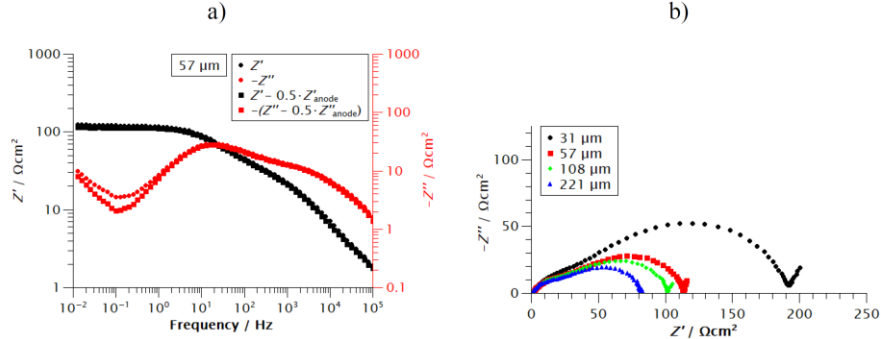 a)
b)
57 µm
Z'
−Z''
Z' − 0.5·Z'anode
−(Z'' − 0.5·Z''anode)
1000
100
10
1
Z' / Ωcm²
1000
100
10
1
0.1
−Z'' / Ωcm²
10⁻² 10⁻¹ 10⁰ 10¹ 10² 10³ 10⁴ 10⁵
Frequency / Hz
31 µm
57 µm
108 µm
221 µm
100
50
0
−Z'' / Ωcm²
0 50 100 150 200 250
Z' / Ωcm²